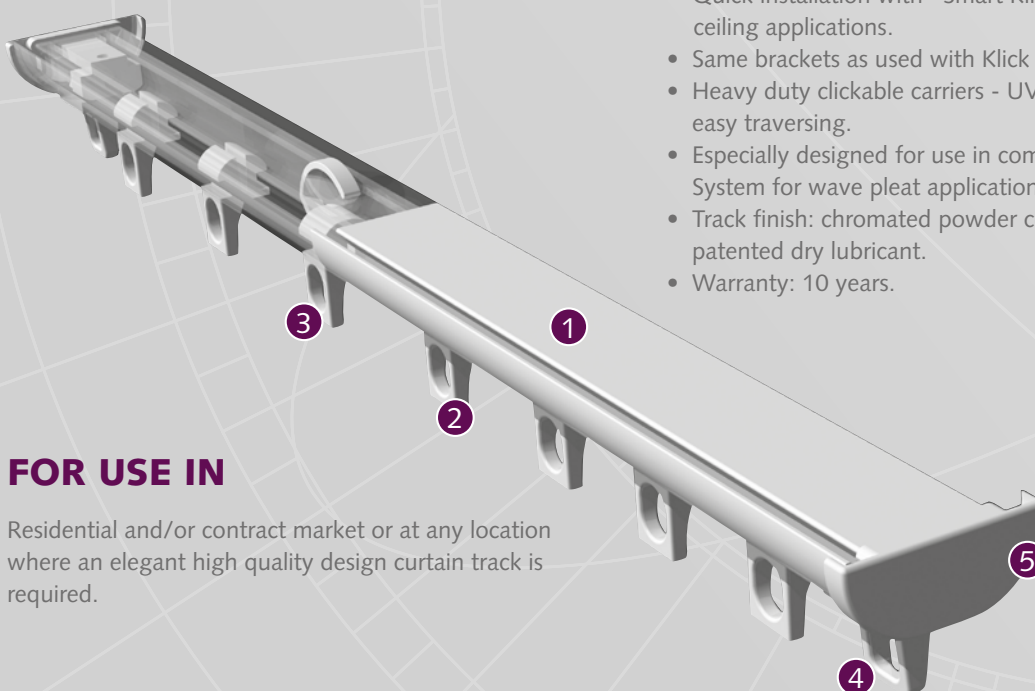 ceiling applications.
• Same brackets as used with Klick
• Heavy duty clickable carriers - UV
easy traversing.
• Especially designed for use in com
System for wave pleat application
• Track finish: chromated powder c
patented dry lubricant.
• Warranty: 10 years.
1
3
2
FOR USE IN
Residential and/or contract market or at any location
where an elegant high quality design curtain track is
required.
5
4